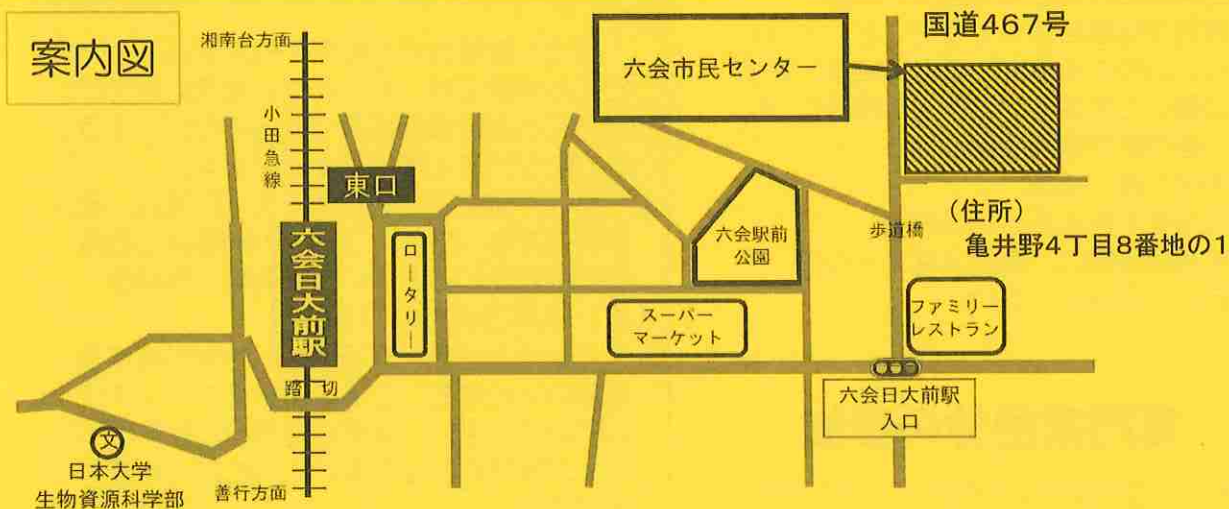 案内図
湘南台方面
小田急線
東口
六会日大前駅
ロータリー
踏切
善行方面
文
日本大学
生物資源科学部
六会市民センター
国道467号
(住所)
亀井野4丁目8番地の1
歩道橋
六会駅前
公園
スーパー
マーケット
ファミリー
レストラン
六会日大前駅
入口